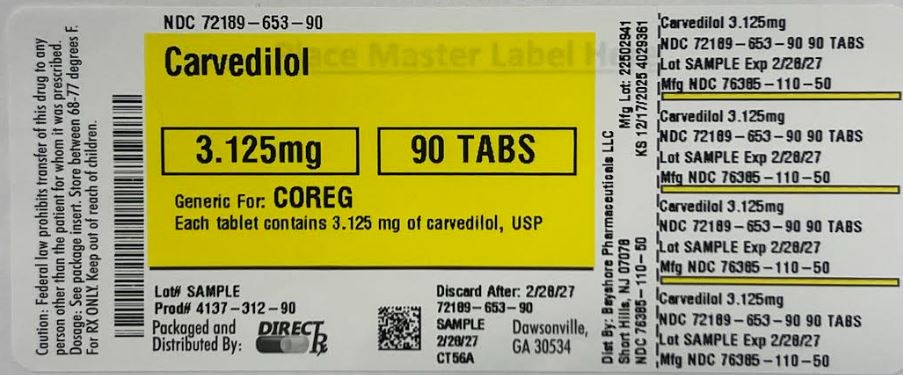 Caution: Federal law prohibits transfer of this drug to any
person other than the patient for whom it was prescribed.
Dosage: See package insert. Store between 68-77 degrees F.
For RX ONLY. Keep out of reach of children.
NDC 72189-653-90
Place Master Label Here
Carvedilol
3.125mg
90 TABS
Generic For: COREG
Each tablet contains 3.125 mg of carvedilol, USP
Lot# SAMPLE
Prod# 4137-312-90
Packaged and
Distributed By:
DIRECT Rx
Discard After: 2/28/27
72189-653-90
SAMPLE
2/28/27
CT56A
Dawsonville,
GA 30534
Dist By: Bayshore Pharmaceuticals LLC
Short Hills, NJ 07078
NDC 76385-110-50
Mfg Lot: 22502941
KS 12/17/2025 4029361
Carvedilol 3.125mg
NDC 72189-653-90 90 TABS
Lot SAMPLE Exp 2/28/27
Mfg NDC 76385-110-50
Carvedilol 3.125mg
NDC 72189-653-90 90 TABS
Lot SAMPLE Exp 2/28/27
Mfg NDC 76385-110-50
Carvedilol 3.125mg
NDC 72189-653-90 90 TABS
Lot SAMPLE Exp 2/28/27
Mfg NDC 76385-110-50
Carvedilol 3.125mg
NDC 72189-653-90 90 TABS
Lot SAMPLE Exp 2/28/27
Mfg NDC 76385-110-50